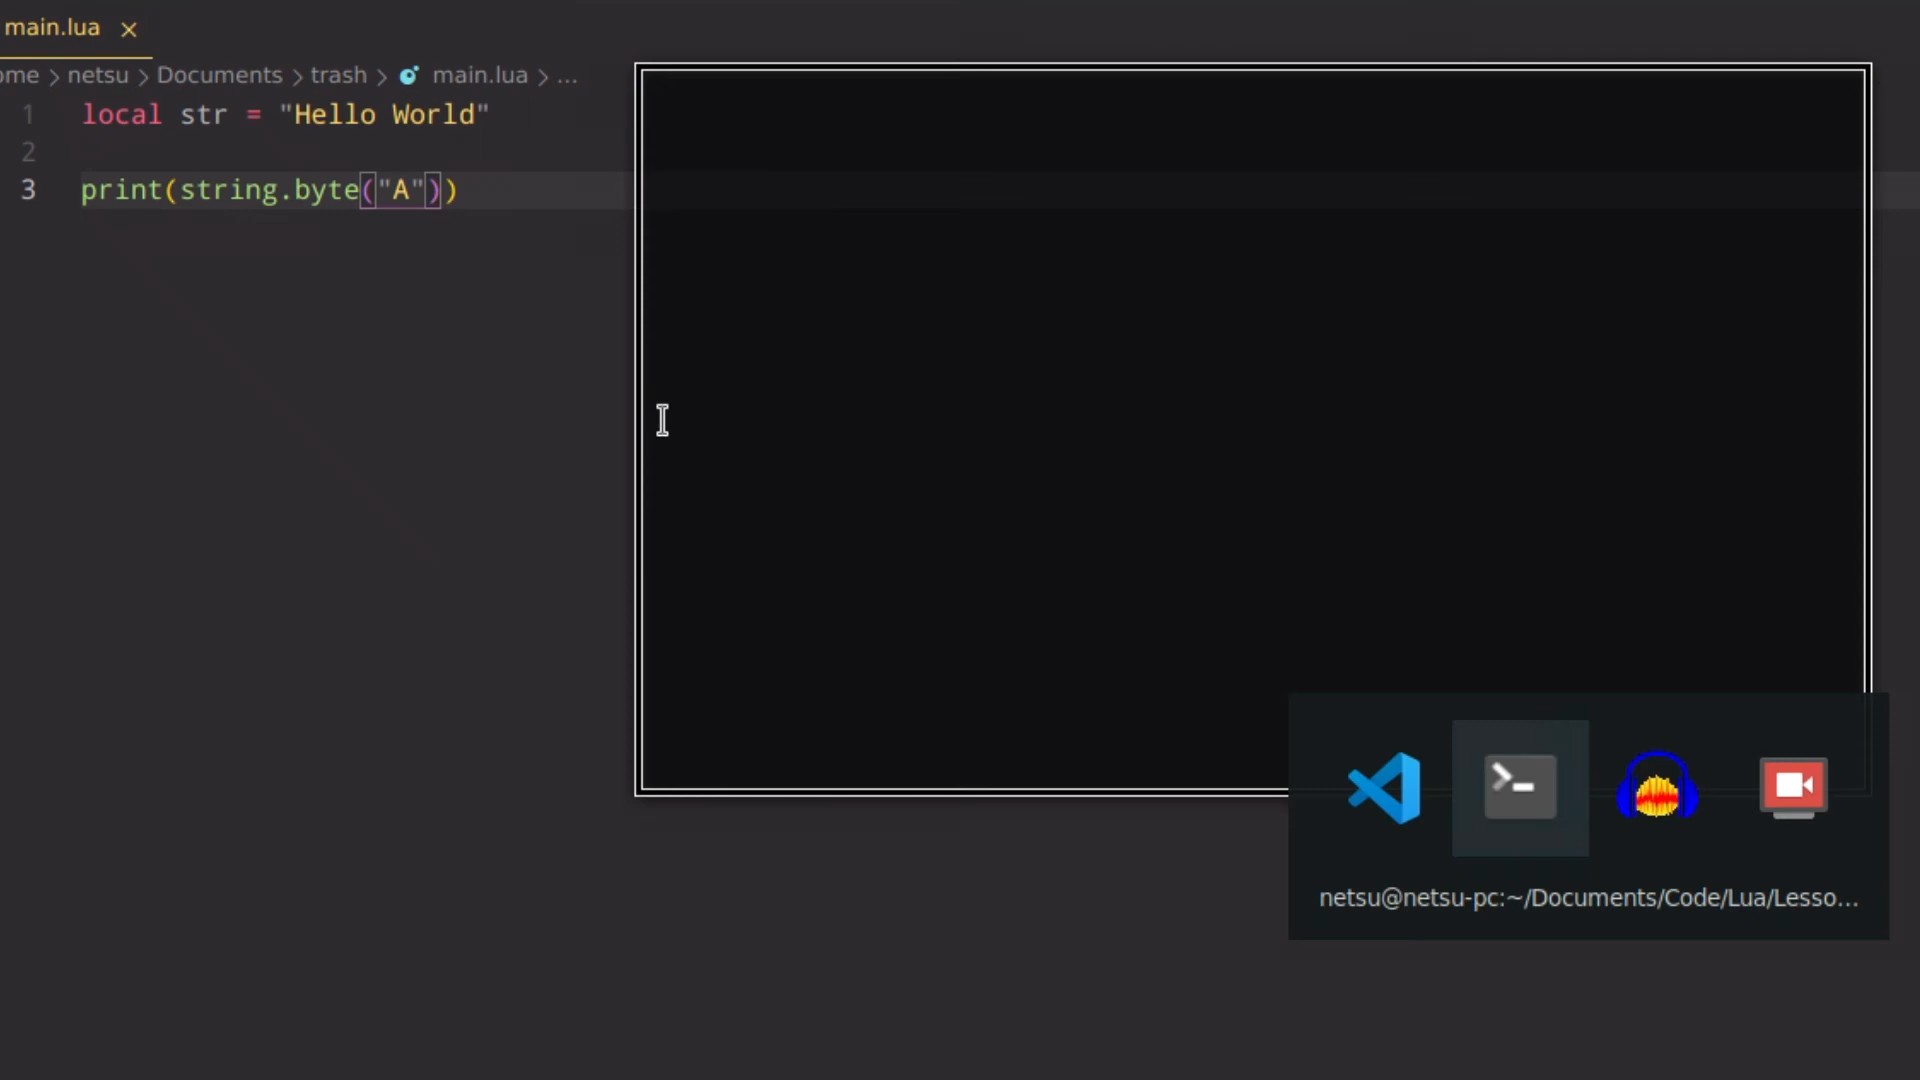 main.lua ×
ome > netsu > Documents > trash > main.lua > ...
1 local str = "Hello World"
2
3 print(string.byte("A"))
netsu@netsu-pc:~/Documents/Code/Lua/Lesso...